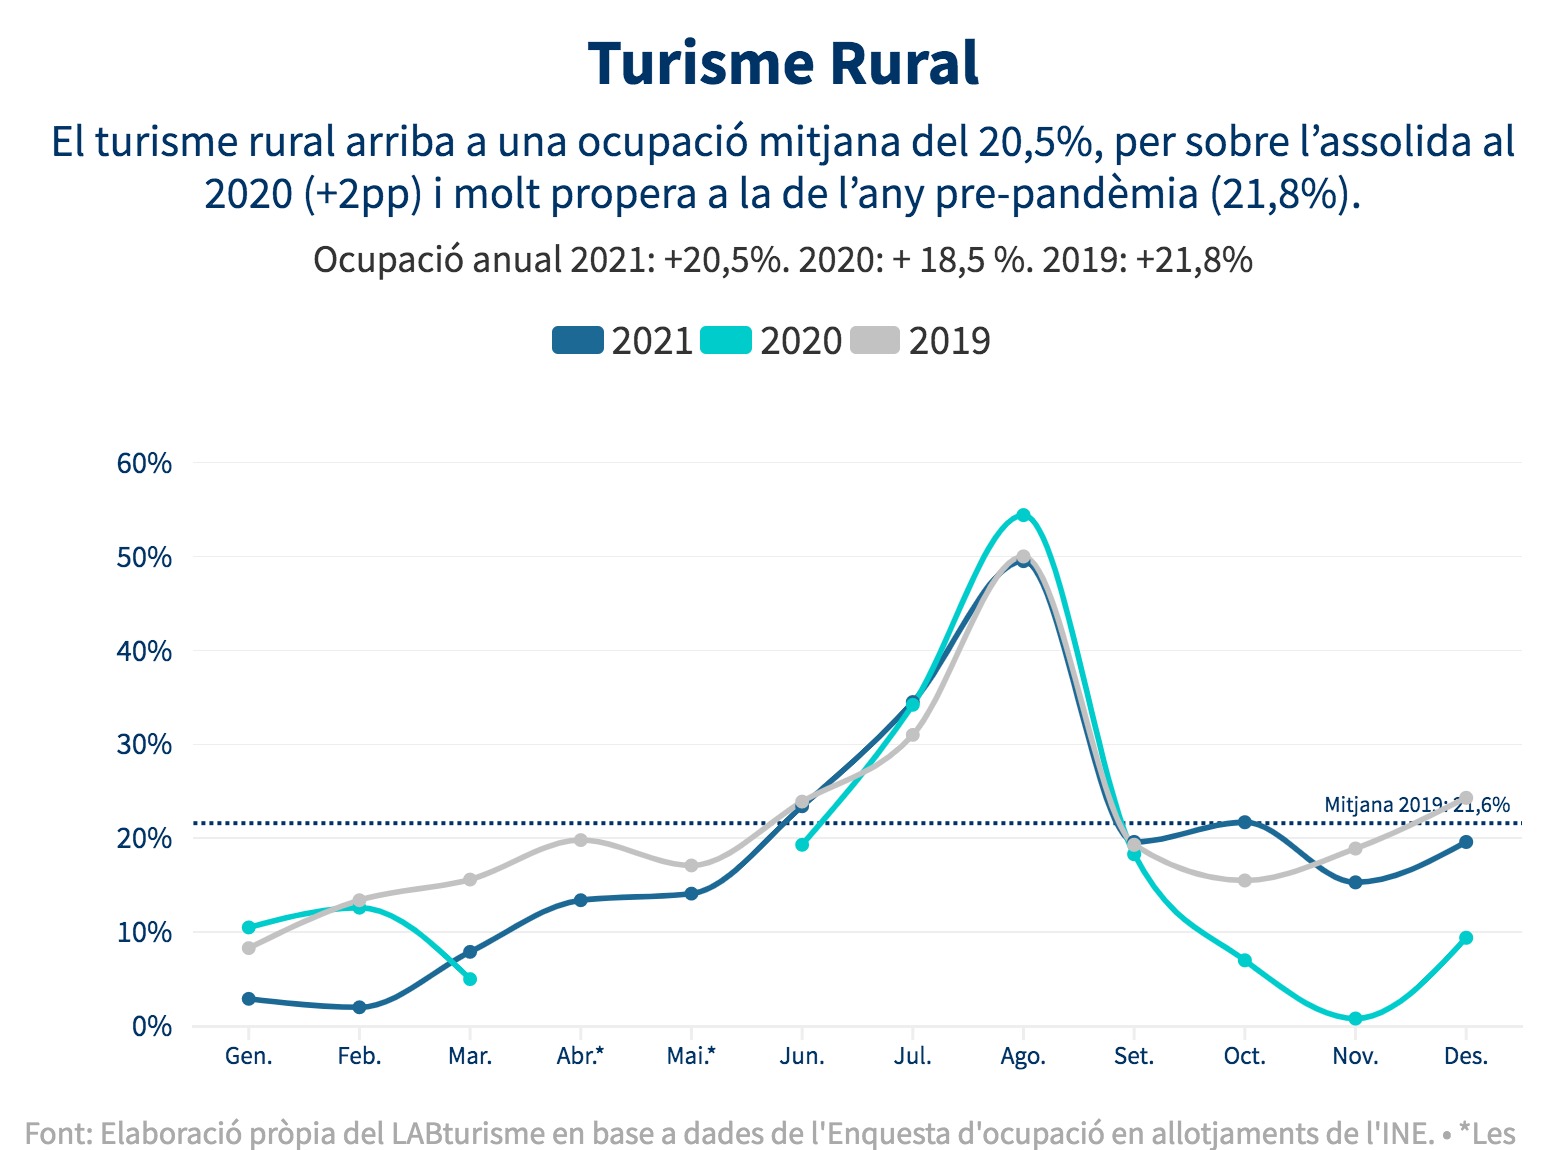 Turisme Rural
El turisme rural arriba a una ocupació mitjana del 20,5%, per sobre l’assolida al
2020 (+2pp) i molt propera a la de l’any pre-pandèmia (21,8%).
Ocupació anual 2021: +20,5%. 2020: + 18,5 %. 2019: +21,8%
2021 2020 2019
60%
50%
40%
30%
Mitjana 2019: 21,6%
20%
10%
0%
Gen. Feb. Mar. Abr.* Mai.* Jun. Jul. Ago. Set. Oct. Nov. Des.
Font: Elaboració pròpia del LABturisme en base a dades de l'Enquesta d'ocupació en allotjaments de l'INE. • *Les